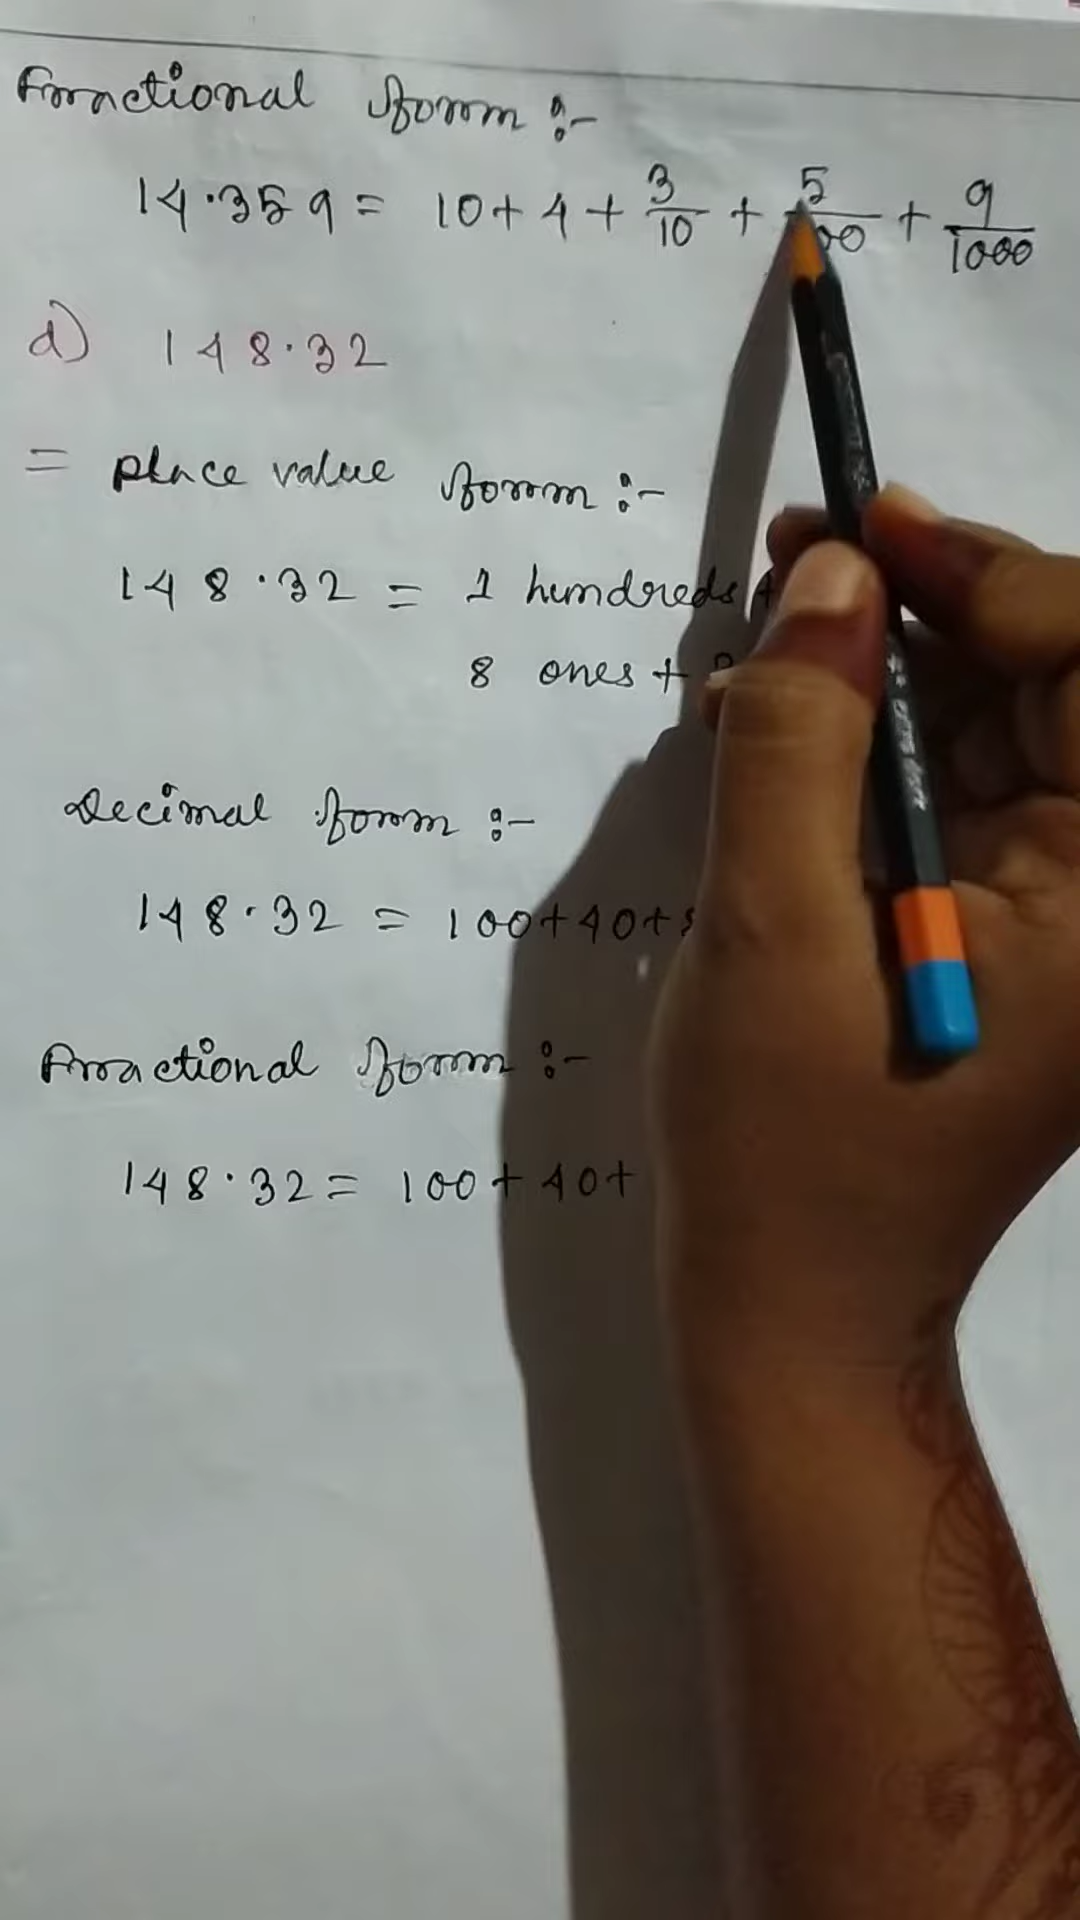 Fractional form :-
14.359 = 10 + 4 + 3/10 + 5/ + 9/1000
d) 148.32
= place value form :-
148.32 = 1 hundreds +
8 ones +
Decimal form :-
148.32 = 100 + 40 +
Fractional form :-
148.32 = 100 + 40 +